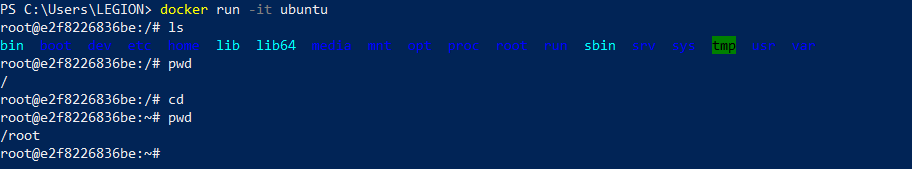 PS C:\Users\LEGION> docker run -it ubuntu
root@e2f8226836be:/# ls
bin boot dev etc home lib lib64 media mnt opt proc root run sbin srv sys tmp usr var
root@e2f8226836be:/# pwd
/
root@e2f8226836be:/# cd
root@e2f8226836be:~# pwd
/root
root@e2f8226836be:~#